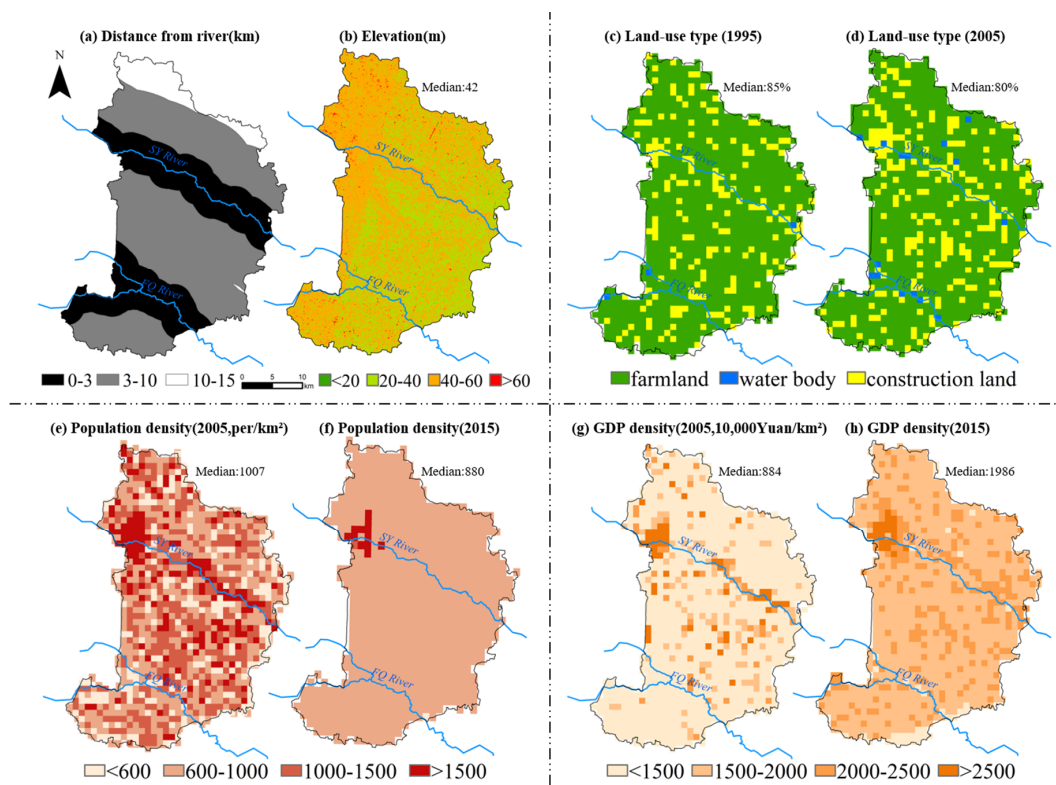 (a) Distance from river(km)
(b) Elevation(m)
N
Median:42
SY River
SY River
FQ River
FQ River
0-3
3-10
10-15
0 5 10
km
<20
20-40
40-60
>60
(c) Land-use type (1995)
(d) Land-use type (2005)
Median:85%
Median:80%
SY River
SY River
FQ River
FQ River
farmland
water body
construction land
(e) Population density(2005,per/km²)
(f) Population density(2015)
Median:1007
Median:880
SY River
SY River
FQ River
FQ River
<600
600-1000
1000-1500
>1500
(g) GDP density(2005,10,000Yuan/km²)
(h) GDP density(2015)
Median:884
Median:1986
SY River
SY River
FQ River
FQ River
<1500
1500-2000
2000-2500
>2500